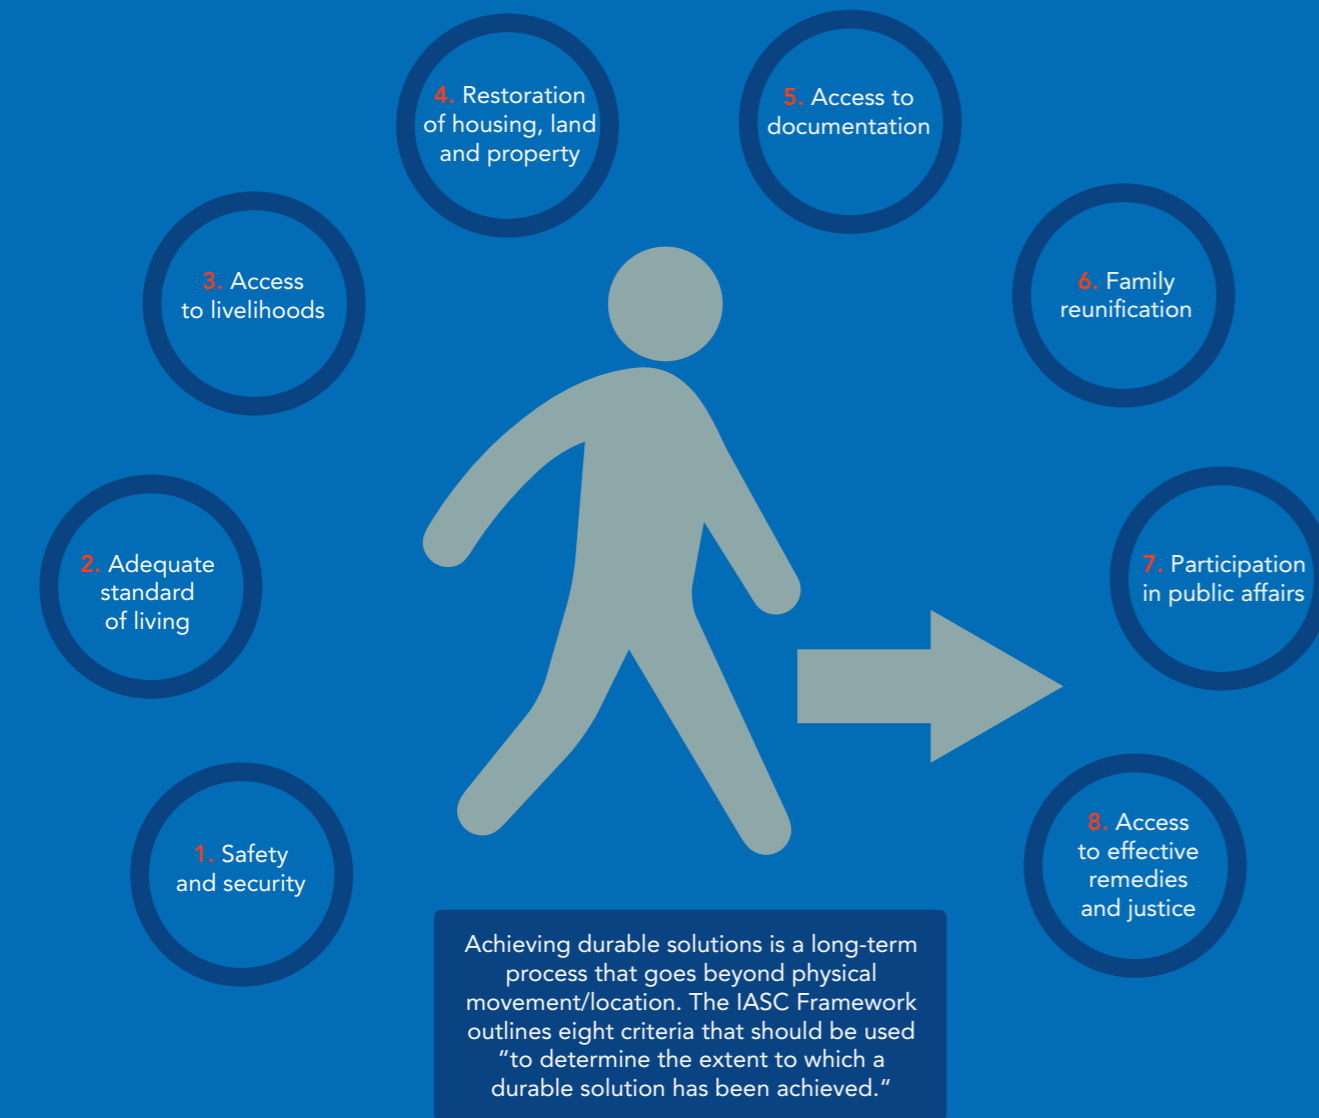 1. Safety
and security
2. Adequate
standard
of living
3. Access
to livelihoods
4. Restoration
of housing, land
and property
5. Access to
documentation
6. Family
reunification
7. Participation
in public affairs
8. Access
to effective
remedies
and justice
Achieving durable solutions is a long-term
process that goes beyond physical
movement/location. The IASC Framework
outlines eight criteria that should be used
“to determine the extent to which a
durable solution has been achieved.“